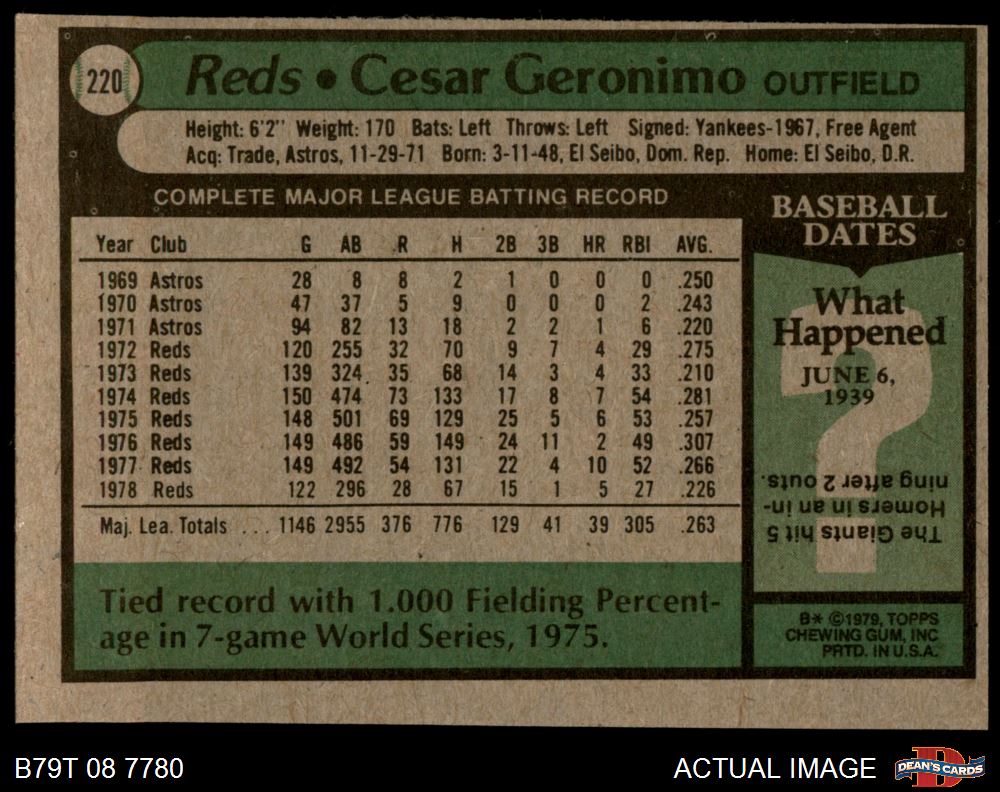 220
Reds • Cesar Geronimo OUTFIELD
Height: 6'2" Weight: 170 Bats: Left Throws: Left Signed: Yankees-1967, Free Agent
Acq: Trade, Astros, 11-29-71 Born: 3-11-48, El Seibo, Dom. Rep. Home: El Seibo, D.R.
COMPLETE MAJOR LEAGUE BATTING RECORD
Year Club G AB R H 2B 3B HR RBI AVG.
1969 Astros 28 8 8 2 1 0 0 0 .250
1970 Astros 47 37 5 9 0 0 0 2 .243
1971 Astros 94 82 13 18 2 2 1 6 .220
1972 Reds 120 255 32 70 9 7 4 29 .275
1973 Reds 139 324 35 68 14 3 4 33 .210
1974 Reds 150 474 73 133 17 8 7 54 .281
1975 Reds 148 501 69 129 25 5 6 53 .257
1976 Reds 149 486 59 149 24 11 2 49 .307
1977 Reds 149 492 54 131 22 4 10 52 .266
1978 Reds 122 296 28 67 15 1 5 27 .226
Maj. Lea. Totals ... 1146 2955 376 776 129 41 39 305 .263
Tied record with 1.000 Fielding Percent-
age in 7-game World Series, 1975.
BASEBALL
DATES
What
Happened
JUNE 6,
1939
?
The Giants hit 5
Homers in an in-
ning after 2 outs.
B* ©1979, TOPPS
CHEWING GUM, INC
PRTD. IN U.S.A.
B79T 08 7780
ACTUAL IMAGE
D
DEAN'S CARDS